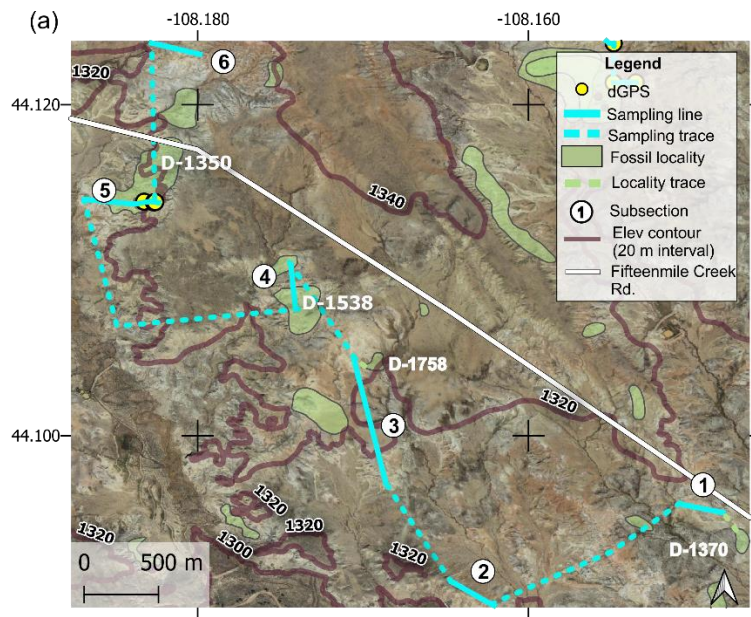 (a)
-108.180
-108.160
6
1320
44.120
D-1350
5
1340
4
D-1538
D-1758
1320
3
44.100
1
1320
1320
1320
1300
1320
2
D-1370
0 500 m
Legend
dGPS
Sampling line
Sampling trace
Fossil locality
Locality trace
1 Subsection
Elev contour
(20 m interval)
Fifteenmile Creek
Rd.